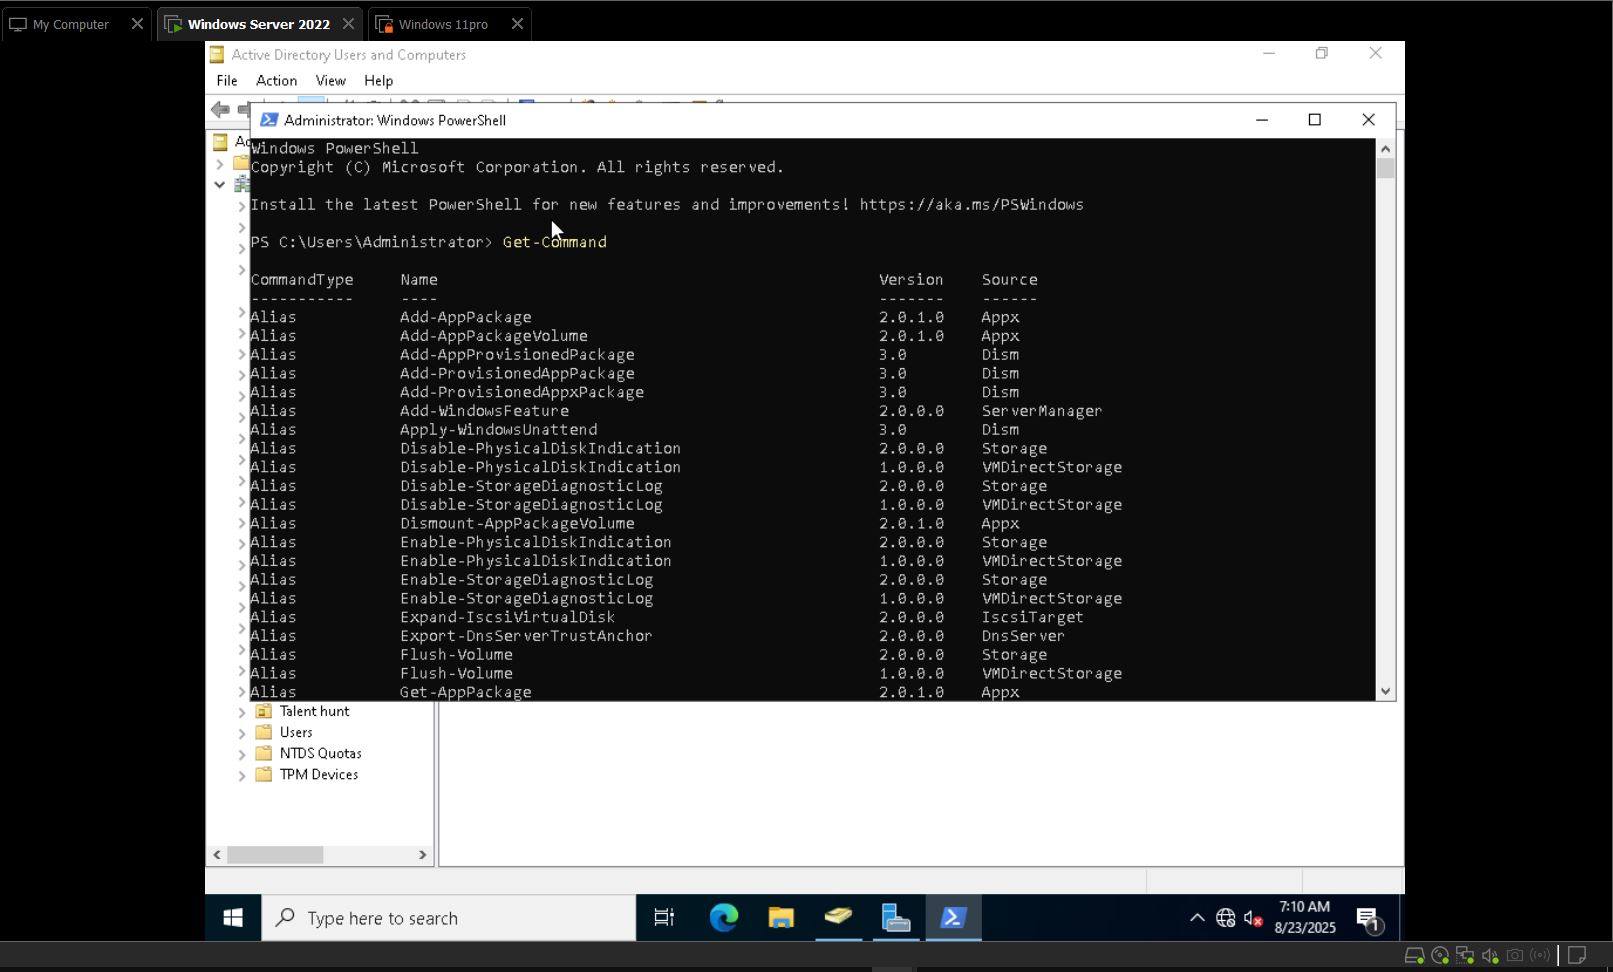 My Computer
Windows Server 2022
Windows 11pro
Active Directory Users and Computers
File Action View Help
Administrator: Windows PowerShell
Windows PowerShell
Copyright (C) Microsoft Corporation. All rights reserved.
Install the latest PowerShell for new features and improvements! https://aka.ms/PSWindows
PS C:\Users\Administrator> Get-Command
CommandType Name Version Source
----------- ---- ------- ------
Alias Add-AppPackage 2.0.1.0 Appx
Alias Add-AppPackageVolume 2.0.1.0 Appx
Alias Add-AppProvisionedPackage 3.0 Dism
Alias Add-ProvisionedAppPackage 3.0 Dism
Alias Add-ProvisionedAppxPackage 3.0 Dism
Alias Add-WindowsFeature 2.0.0.0 ServerManager
Alias Apply-WindowsUnattend 3.0 Dism
Alias Disable-PhysicalDiskIndication 2.0.0.0 Storage
Alias Disable-PhysicalDiskIndication 1.0.0.0 VMDirectStorage
Alias Disable-StorageDiagnosticLog 2.0.0.0 Storage
Alias Disable-StorageDiagnosticLog 1.0.0.0 VMDirectStorage
Alias Dismount-AppPackageVolume 2.0.1.0 Appx
Alias Enable-PhysicalDiskIndication 2.0.0.0 Storage
Alias Enable-PhysicalDiskIndication 1.0.0.0 VMDirectStorage
Alias Enable-StorageDiagnosticLog 2.0.0.0 Storage
Alias Enable-StorageDiagnosticLog 1.0.0.0 VMDirectStorage
Alias Expand-IscsiVirtualDisk 2.0.0.0 IscsiTarget
Alias Export-DnsServerTrustAnchor 2.0.0.0 DnsServer
Alias Flush-Volume 2.0.0.0 Storage
Alias Flush-Volume 1.0.0.0 VMDirectStorage
Alias Get-AppPackage 2.0.1.0 Appx
Talent hunt
Users
NTDS Quotas
TPM Devices
Type here to search
7:10 AM
8/23/2025
1